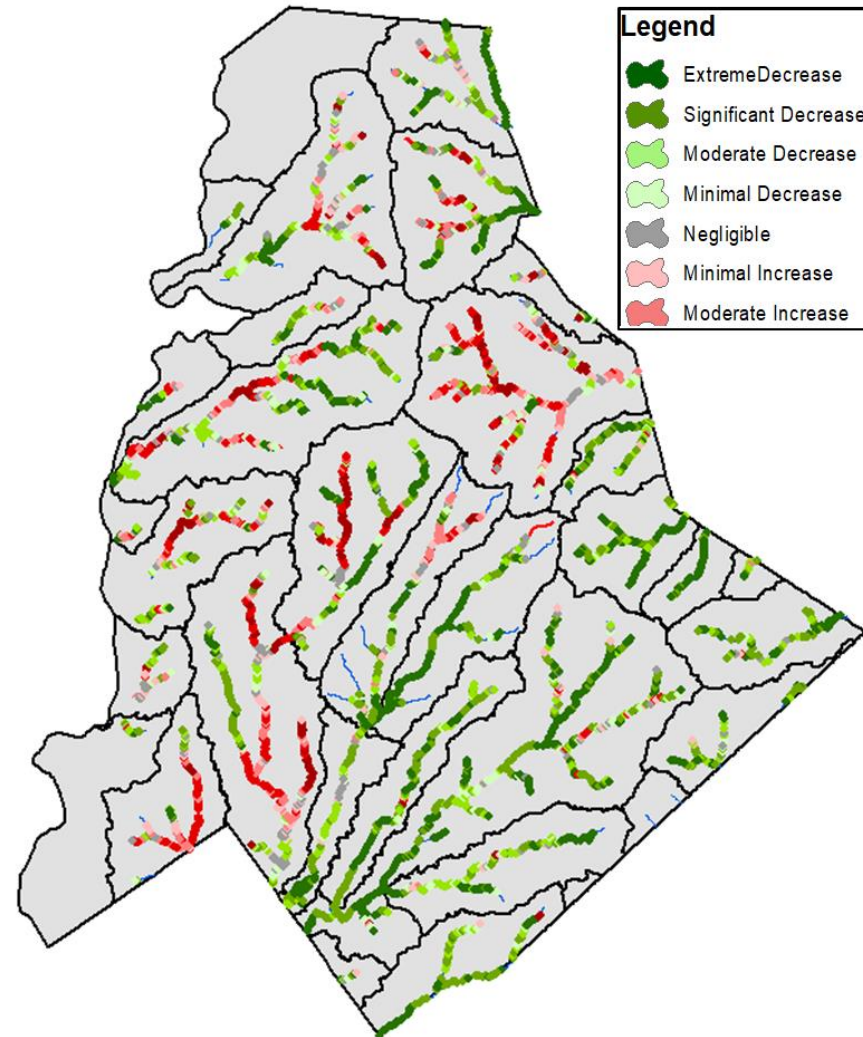 Legend
ExtremeDecrease
Significant Decrease
Moderate Decrease
Minimal Decrease
Negligible
Minimal Increase
Moderate Increase